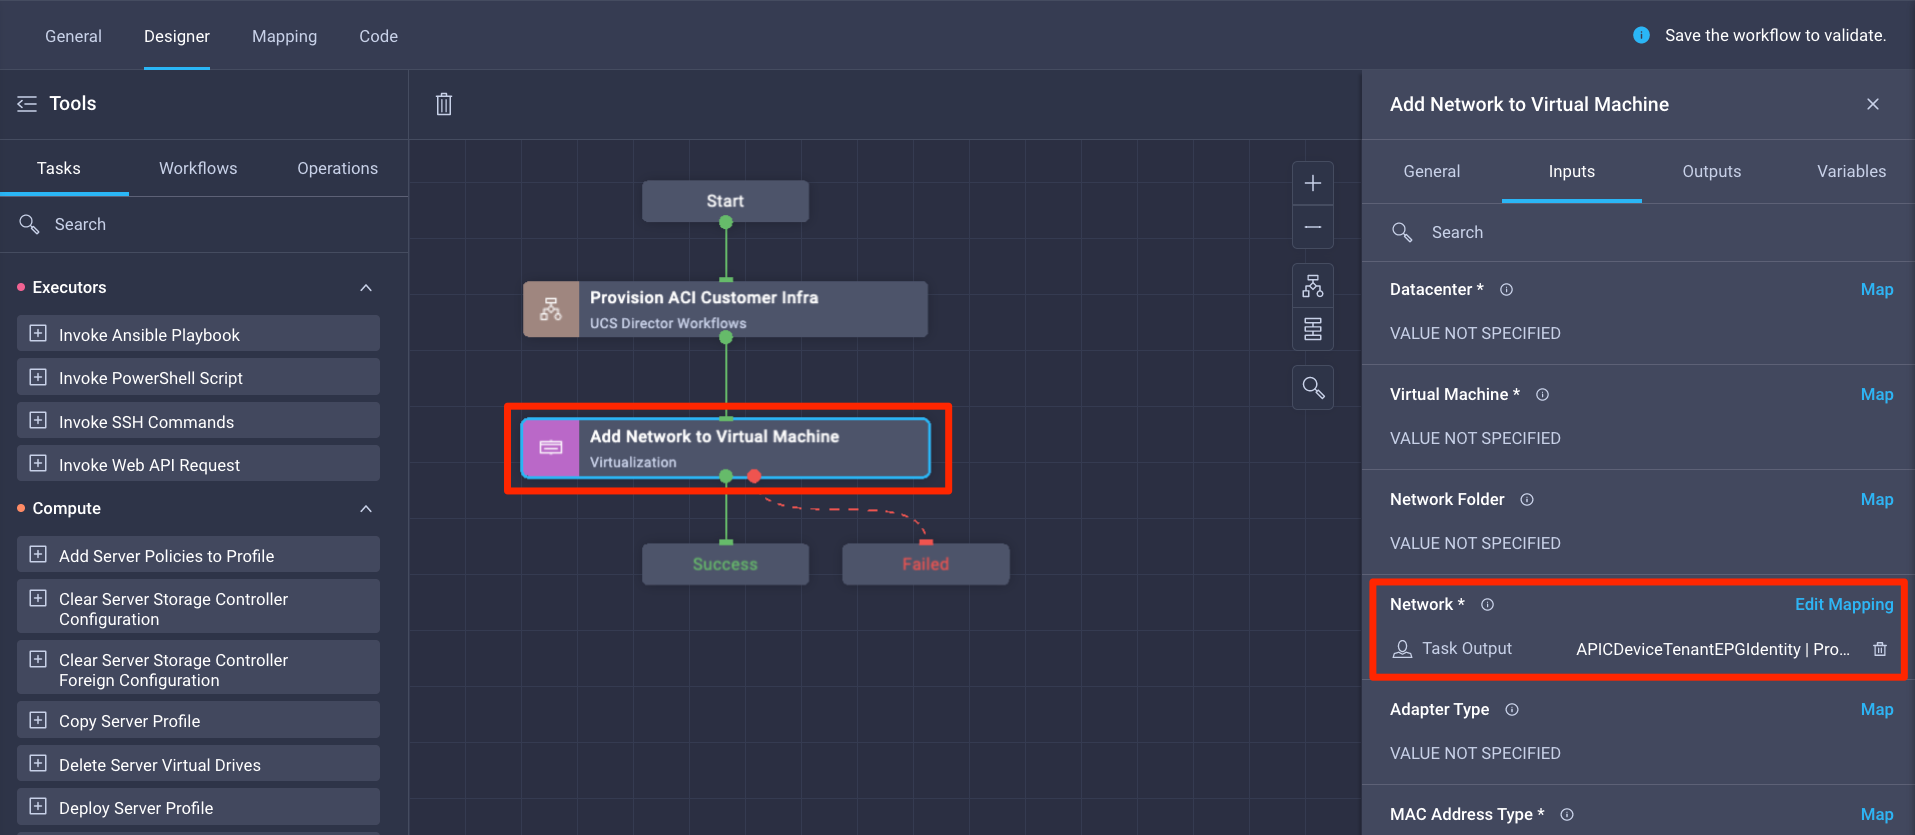 General
Designer
Mapping
Code
Save the workflow to validate.
Tools
Tasks
Workflows
Operations
Search
Executors
Invoke Ansible Playbook
Invoke PowerShell Script
Invoke SSH Commands
Invoke Web API Request
Compute
Add Server Policies to Profile
Clear Server Storage Controller
Configuration
Clear Server Storage Controller
Foreign Configuration
Copy Server Profile
Delete Server Virtual Drives
Deploy Server Profile
Start
Provision ACI Customer Infra
UCS Director Workflows
Add Network to Virtual Machine
Virtualization
Success
Failed
Add Network to Virtual Machine
General
Inputs
Outputs
Variables
Search
Datacenter *
Map
VALUE NOT SPECIFIED
Virtual Machine *
Map
VALUE NOT SPECIFIED
Network Folder
Map
VALUE NOT SPECIFIED
Network *
Edit Mapping
Task Output
APICDeviceTenantEPGIdentity | Pro...
Adapter Type
Map
VALUE NOT SPECIFIED
MAC Address Type *
Map